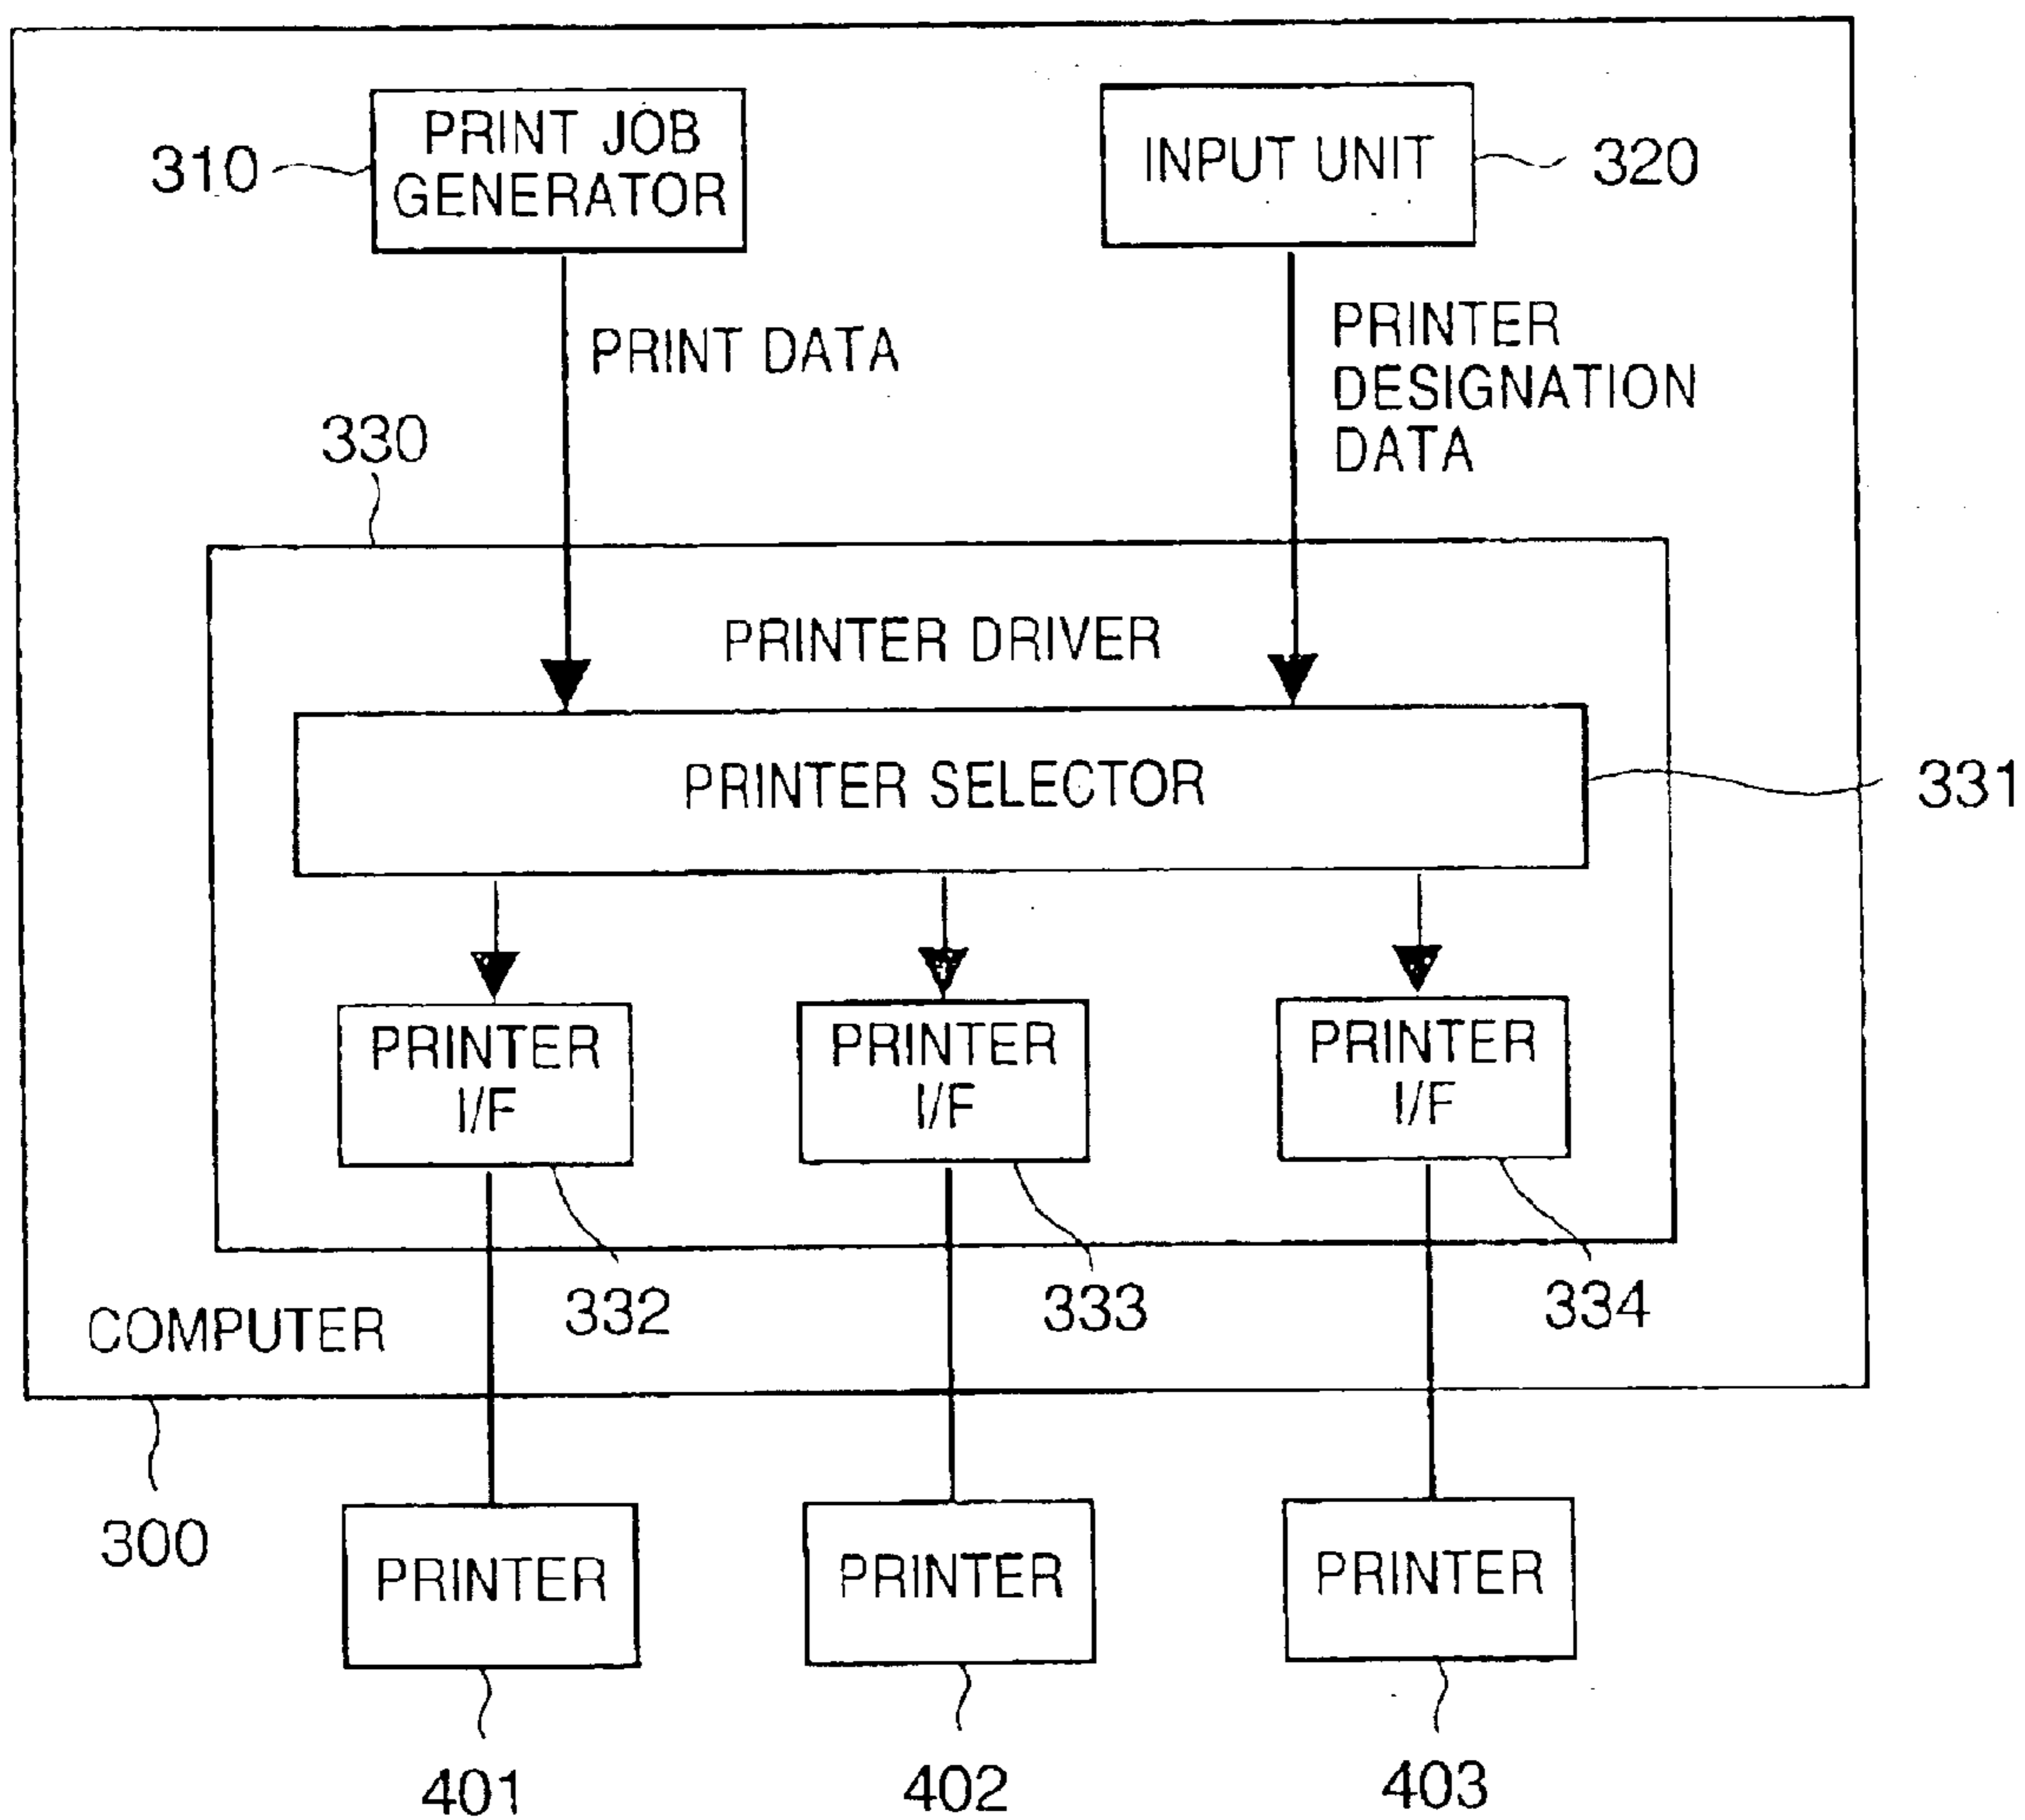 PRINT JOB
GENERATOR
310
INPUT UNIT
320
PRINT DATA
PRINTER
DESIGNATION
DATA
330
PRINTER DRIVER
PRINTER SELECTOR
331
PRINTER
I/F
PRINTER
I/F
PRINTER
I/F
332
333
334
COMPUTER
300
PRINTER
PRINTER
PRINTER
401
402
403